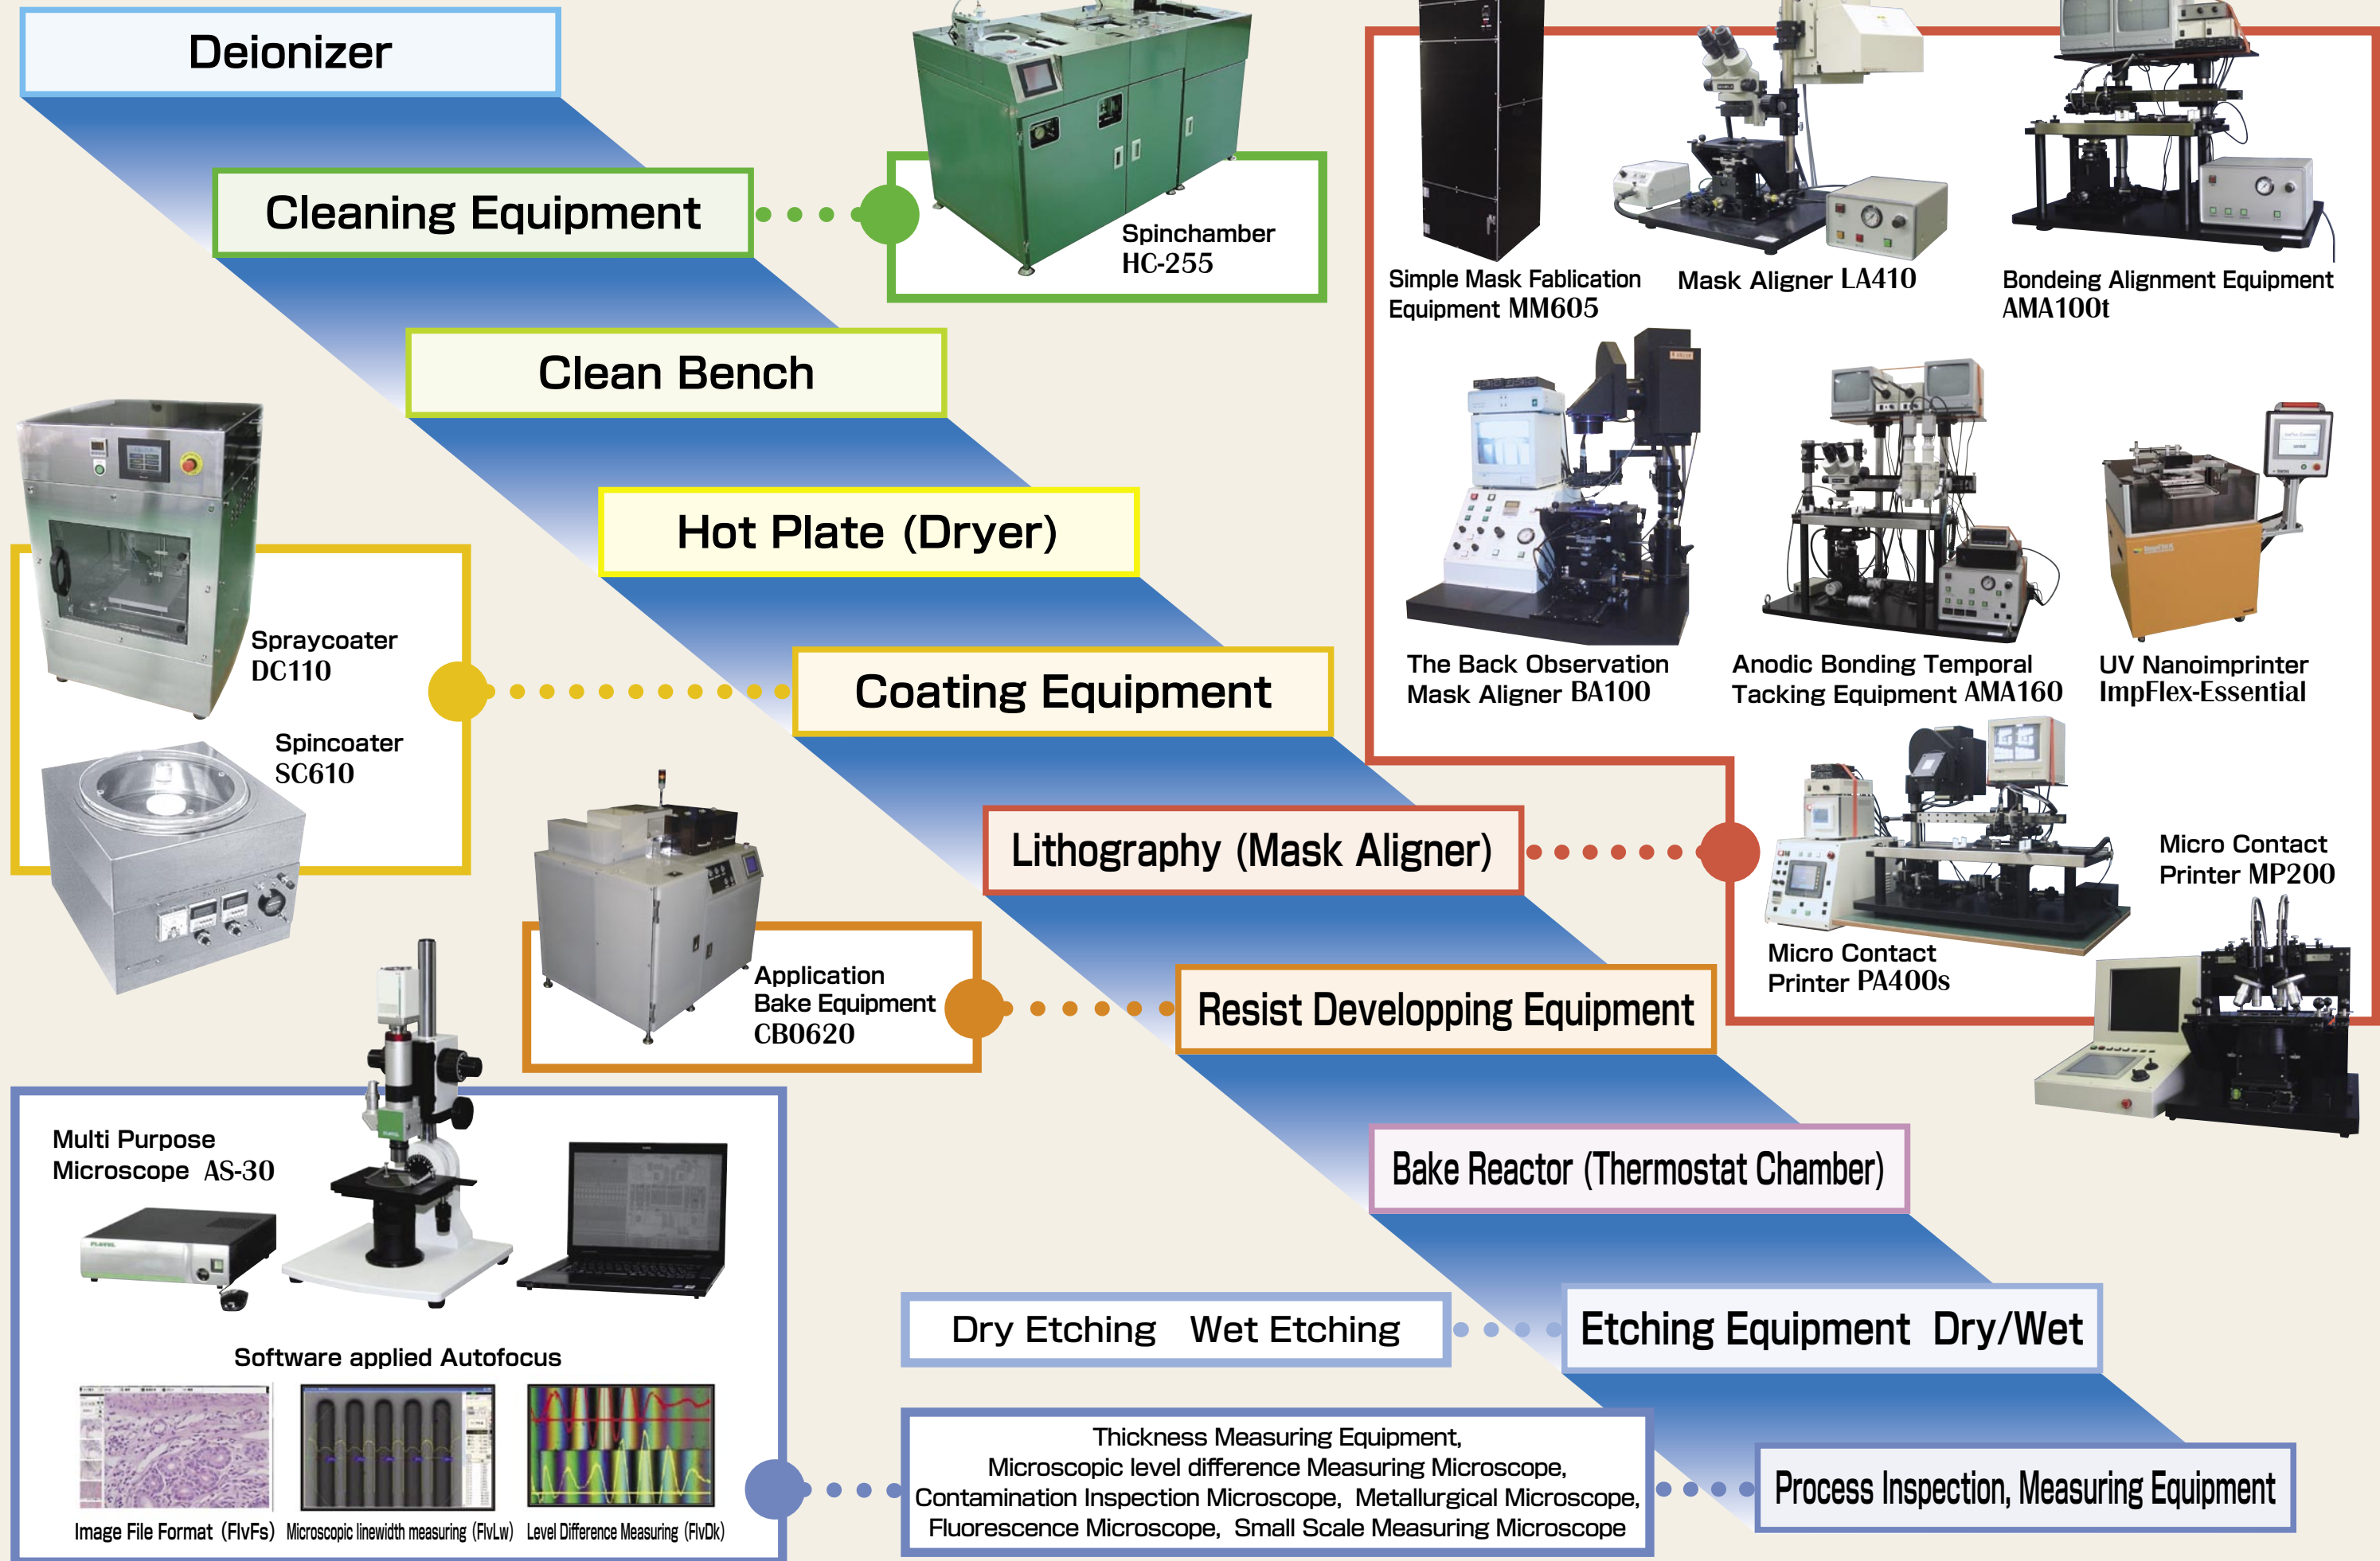 Deionizer
Cleaning Equipment
Spinchamber
HC-255
Clean Bench
Hot Plate (Dryer)
Spraycoater
DC110
Spincoater
SC610
Coating Equipment
Simple Mask Fablication
Equipment MM605
Mask Aligner LA410
Bondeing Alignment Equipment
AMA100t
The Back Observation
Mask Aligner BA100
Anodic Bonding Temporal
Tacking Equipment AMA160
UV Nanoimprinter
ImpFlex-Essential
Lithography (Mask Aligner)
Micro Contact
Printer MP200
Micro Contact
Printer PA400s
Application
Bake Equipment
CB0620
Resist Developping Equipment
Bake Reactor (Thermostat Chamber)
Multi Purpose
Microscope AS-30
Software applied Autofocus
Image File Format (FlvFs)
Microscopic linewidth measuring (FlvLw)
Level Difference Measuring (FlvDk)
Dry Etching Wet Etching
Etching Equipment Dry/Wet
Thickness Measuring Equipment,
Microscopic level difference Measuring Microscope,
Contamination Inspection Microscope, Metallurgical Microscope,
Fluorescence Microscope, Small Scale Measuring Microscope
Process Inspection, Measuring Equipment